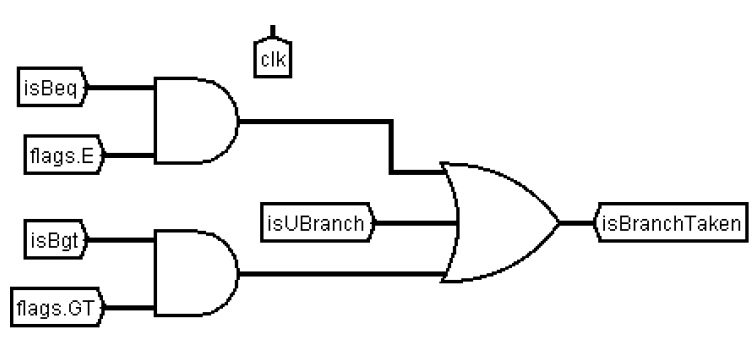 clk
isBeq
flags.E
isUBranch
isBranchTaken
isBgt
flags.GT